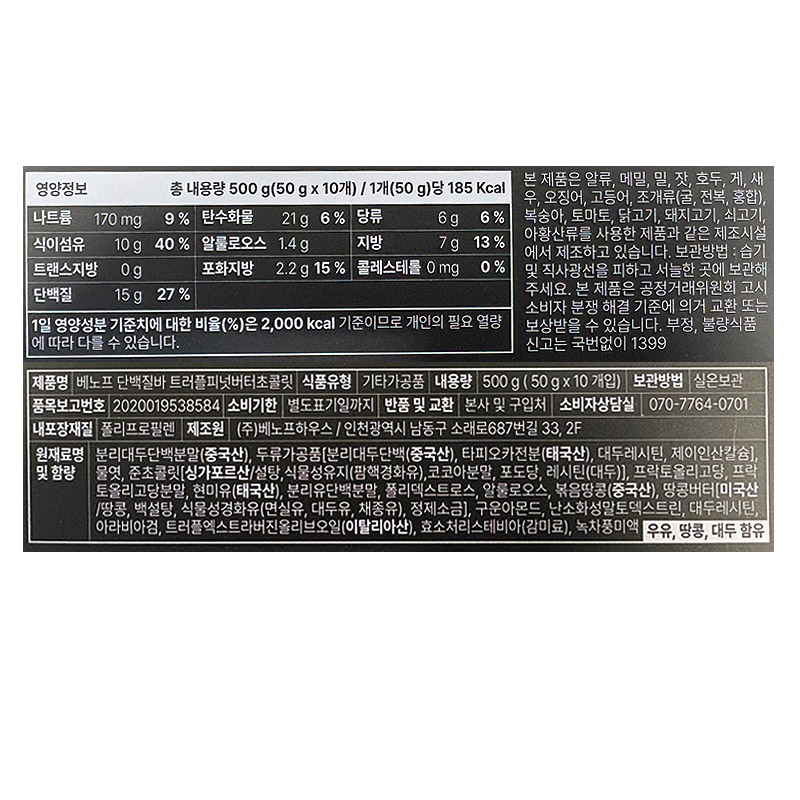 영양정보 총 내용량 500 g(50 g x 10개) / 1개(50 g)당 185 Kcal
나트륨 170 mg 9 % 탄수화물 21 g 6 % 당류 6 g 6 %
식이섬유 10 g 40 % 알룰로오스 1.4 g 지방 7 g 13 %
트랜스지방 0 g 포화지방 2.2 g 15 % 콜레스테롤 0 mg 0 %
단백질 15 g 27 %
1일 영양성분 기준치에 대한 비율(%)은 2,000 kcal 기준이므로 개인의 필요 열량
에 따라 다를 수 있습니다.
본 제품은 알류, 메밀, 밀, 잣, 호두, 게, 새
우, 오징어, 고등어, 조개류(굴, 전복, 홍합),
복숭아, 토마토, 닭고기, 돼지고기, 쇠고기,
아황산류를 사용한 제품과 같은 제조시설
에서 제조하고 있습니다. 보관방법 : 습기
및 직사광선을 피하고 서늘한 곳에 보관해
주세요. 본 제품은 공정거래위원회 고시
소비자 분쟁 해결 기준에 의거 교환 또는
보상받을 수 있습니다. 부정, 불량식품
신고는 국번없이 1399
제품명 베노프 단백질바 트러플피넛버터초콜릿 식품유형 기타가공품 내용량 500 g ( 50 g x 10 개입) 보관방법 실온보관
품목보고번호 2020019538584 소비기한 별도표기일까지 반품 및 교환 본사 및 구입처 소비자상담실 070-7764-0701
내포장재질 폴리프로필렌 제조원 (주)베노프하우스 / 인천광역시 남동구 소래로687번길 33, 2F
원재료명 분리대두단백분말(중국산), 두류가공품[분리대두단백(중국산), 타피오카전분(태국산), 대두레시틴, 제이인산칼슘],
및 함량 물엿, 준초콜릿[싱가포르산/설탕, 식물성유지(팜핵경화유), 코코아분말, 포도당, 레시틴(대두)], 프락토올리고당, 프락
토올리고당분말, 현미유(태국산), 분리유단백분말, 폴리덱스트로스, 알룰로오스, 볶음땅콩(중국산), 땅콩버터[미국산
/땅콩, 백설탕, 식물성경화유(면실유, 대두유, 채종유), 정제소금], 구운아몬드, 난소화성말토덱스트린, 대두레시틴,
아라비아검, 트러플엑스트라버진올리브오일(이탈리아산), 효소처리스테비아(감미료), 녹차풍미액
우유, 땅콩, 대두 함유